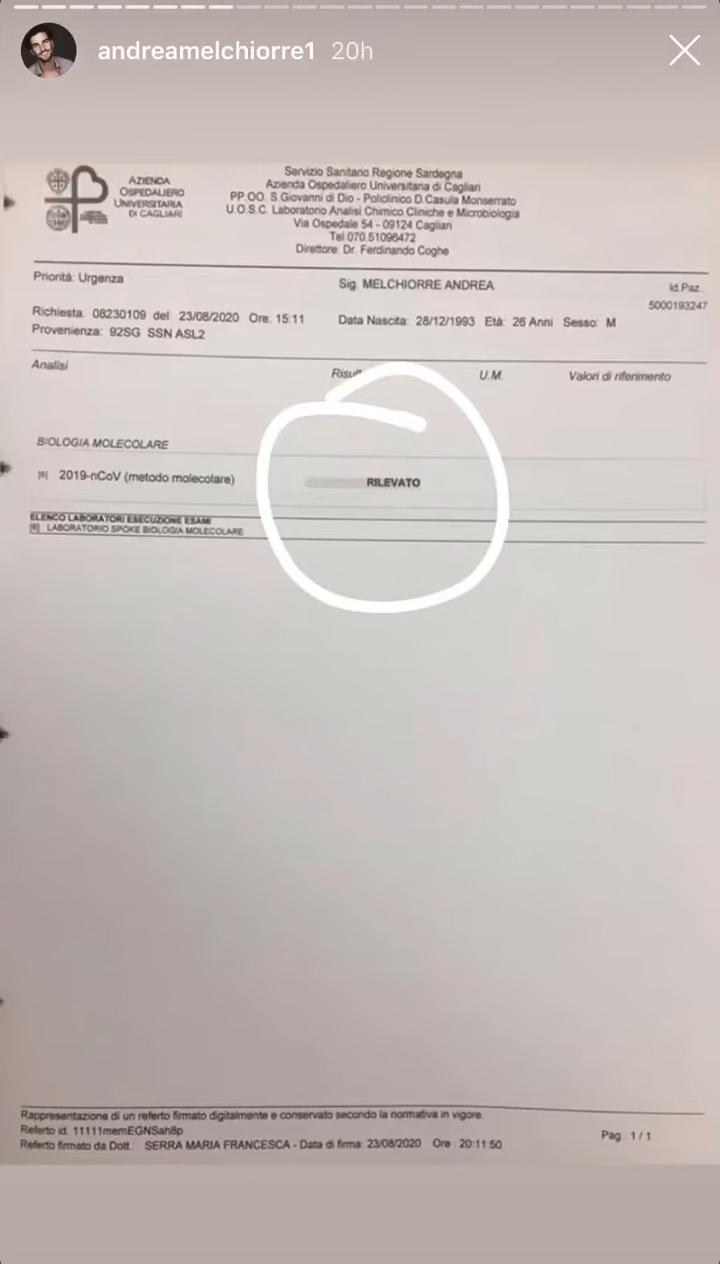 andreamelchiorre1 20h
AZIENDA
OSPEDALIERO
UNIVERSITARIA
DI CAGLIARI
Servizio Sanitario Regione Sardegna
Azienda Ospedaliero Universitaria di Cagliari
PP.OO. S.Giovanni di Dio - Policlinico D.Casula Monserrato
U.O.S.C. Laboratorio Analisi Chimico Cliniche e Microbiologia
Via Ospedale 54 - 09124 Cagliari
Tel 070.51096472
Direttore: Dr. Ferdinando Coghe
Priorità: Urgenza
Sig. MELCHIORRE ANDREA
Id.Paz.
5000193247
Richiesta: 08230109 del: 23/08/2020 Ore: 15:11
Data Nascita: 28/12/1993 Età: 26 Anni Sesso: M
Provenienza: 92SG SSN ASL2
Analisi
U.M.
Valori di riferimento
BIOLOGIA MOLECOLARE
[6] 2019-nCoV (metodo molecolare)
RILEVATO
ELENCO LABORATORI ESECUZIONE ESAMI
[6] LABORATORIO SPOKE BIOLOGIA MOLECOLARE
Rappresentazione di un referto firmato digitalmente e conservato secondo la normativa in vigore.
Referto id. 11111memEGNSah8p
Referto firmato da Dott. SERRA MARIA FRANCESCA - Data di firma: 23/08/2020 Ore : 20:11:50
Pag.: 1 / 1